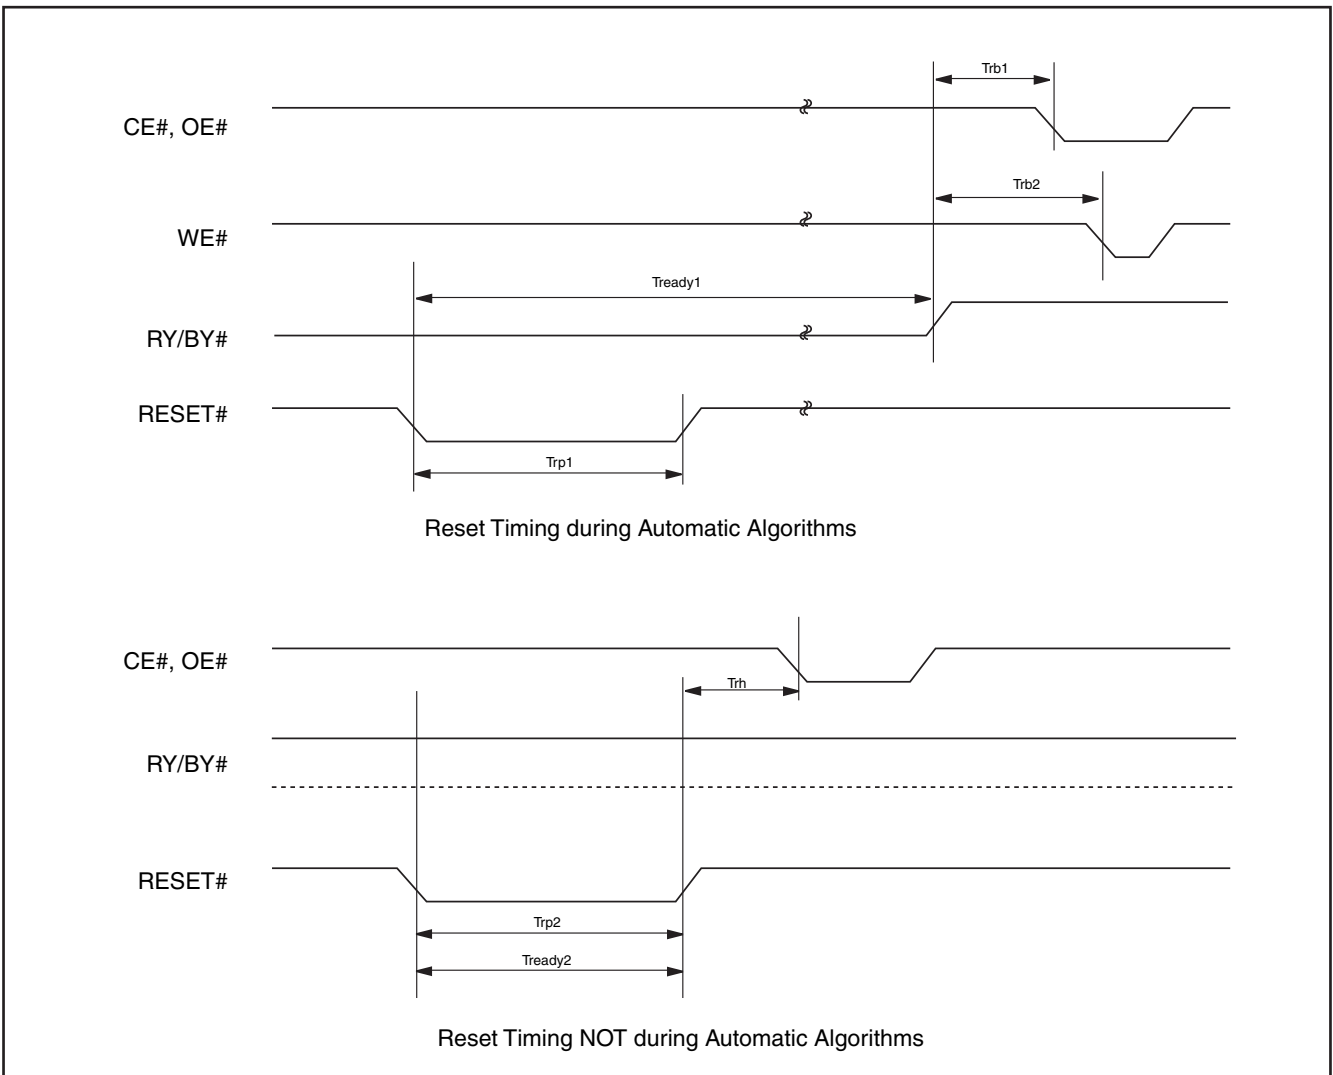 Trb1
CE#, OE#
Trb2
WE#
Tready1
RY/BY#
RESET#
Trp1
Reset Timing during Automatic Algorithms
CE#, OE#
Trh
RY/BY#
RESET#
Trp2
Tready2
Reset Timing NOT during Automatic Algorithms